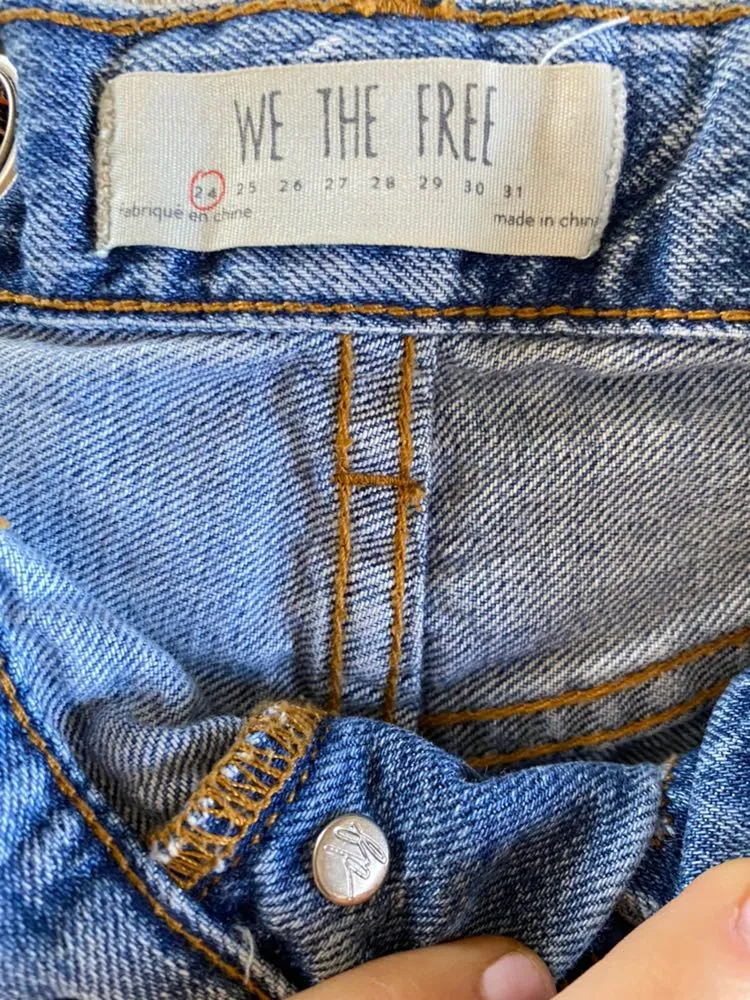 WE THE FREE
24 25 26 27 28 29 30 31
fabriqué en chine made in china